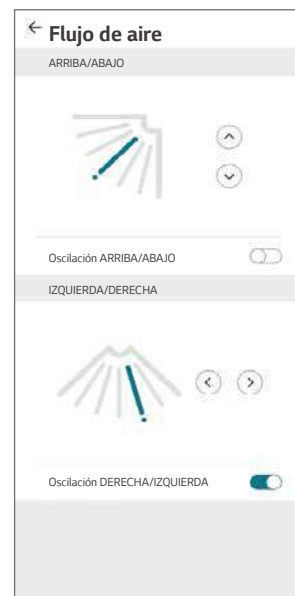 Flujo de aire
ARRIBA/ABAJO
Oscilación ARRIBA/ABAJO
IZQUIERDA/DERECHA
Oscilación DERECHA/IZQUIERDA